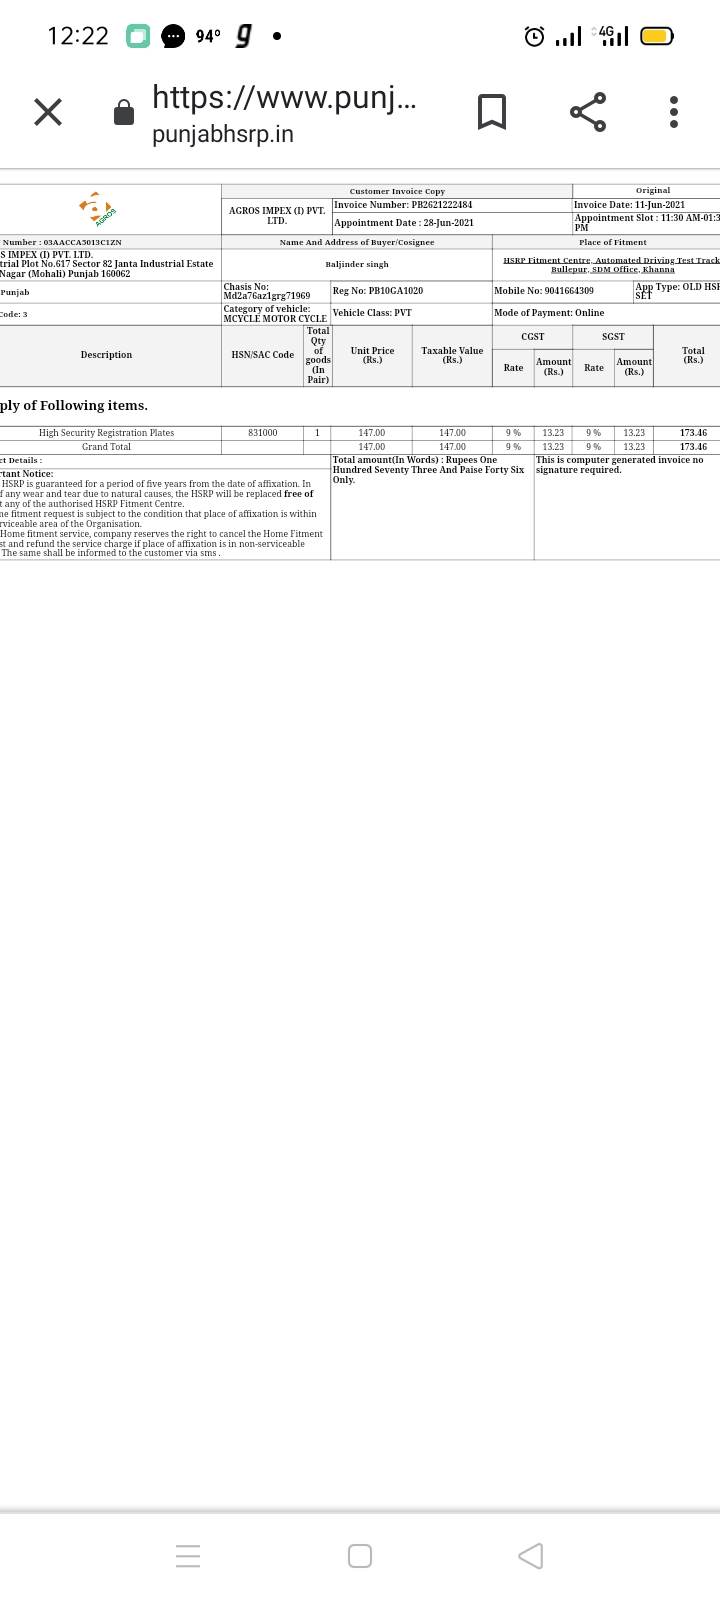 12:22
94°
4G
https://www.punj...
punjabhsrp.in
AGROS
Customer Invoice Copy
Original
AGROS IMPEX (I) PVT.
LTD.
Invoice Number: PB2621222484
Invoice Date: 11-Jun-2021
Appointment Date : 28-Jun-2021
Appointment Slot : 11:30 AM-01:3
PM
Number : 03AACCA5013C1ZN
Name And Address of Buyer/Cosignee
Place of Fitment
S IMPEX (I) PVT. LTD.
trial Plot No.617 Sector 82 Janta Industrial Estate
Nagar (Mohali) Punjab 160062
Baljinder singh
HSRP Fitment Centre, Automated Driving Test Track
Bullepur, SDM Office, Khanna
Punjab
Chasis No:
Md2a76az1grg71969
Reg No: PB10GA1020
Mobile No: 9041664309
App Type: OLD HSR
SET
Code: 3
Category of vehicle:
MCYCLE MOTOR CYCLE
Vehicle Class: PVT
Mode of Payment: Online
Description
HSN/SAC Code
Total
Qty
of
goods
(In
Pair)
Unit Price
(Rs.)
Taxable Value
(Rs.)
CGST
SGST
Total
(Rs.)
Rate
Amount
(Rs.)
Rate
Amount
(Rs.)
ply of Following items.
High Security Registration Plates 831000 1 147.00 147.00 9 % 13.23 9 % 13.23 173.46
Grand Total 147.00 147.00 9 % 13.23 9 % 13.23 173.46
ct Details :
rtant Notice:
HSRP is guaranteed for a period of five years from the date of affixation. In
f any wear and tear due to natural causes, the HSRP will be replaced free of
t any of the authorised HSRP Fitment Centre.
me fitment request is subject to the condition that place of affixation is within
rviceable area of the Organisation.
Home fitment service, company reserves the right to cancel the Home Fitment
st and refund the service charge if place of affixation is in non-serviceable
The same shall be informed to the customer via sms .
Total amount(In Words) : Rupees One
Hundred Seventy Three And Paise Forty Six
Only.
This is computer generated invoice no
signature required.